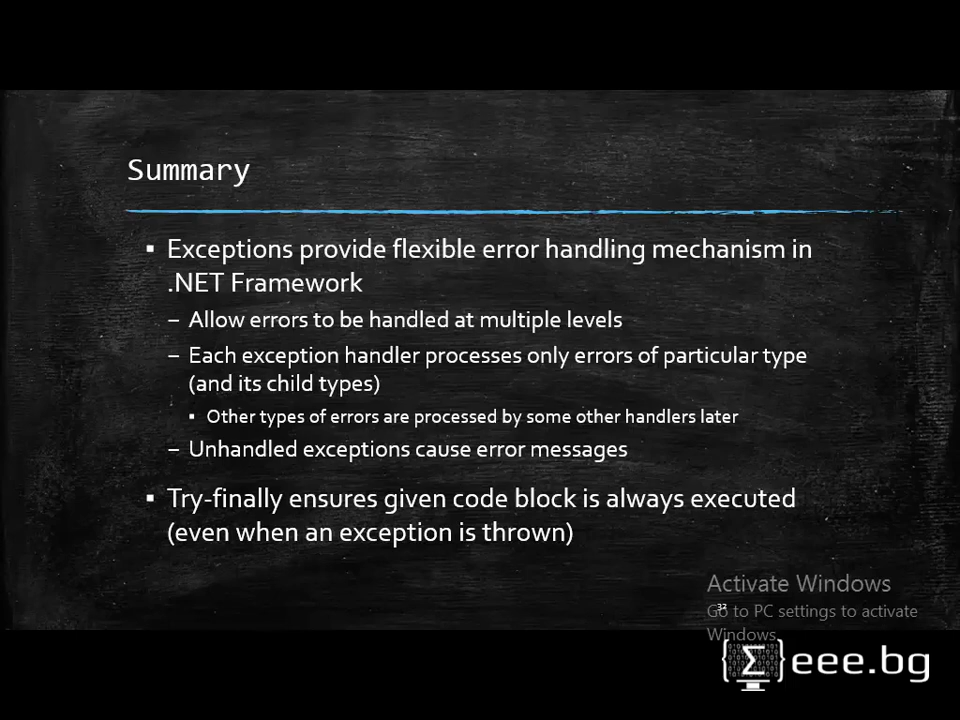 Summary
▪ Exceptions provide flexible error handling mechanism in
.NET Framework
– Allow errors to be handled at multiple levels
– Each exception handler processes only errors of particular type
(and its child types)
▪ Other types of errors are processed by some other handlers later
– Unhandled exceptions cause error messages
▪ Try-finally ensures given code block is always executed
(even when an exception is thrown)
Activate Windows
32
Go to PC settings to activate
Windows.
{Σ}eee.bg